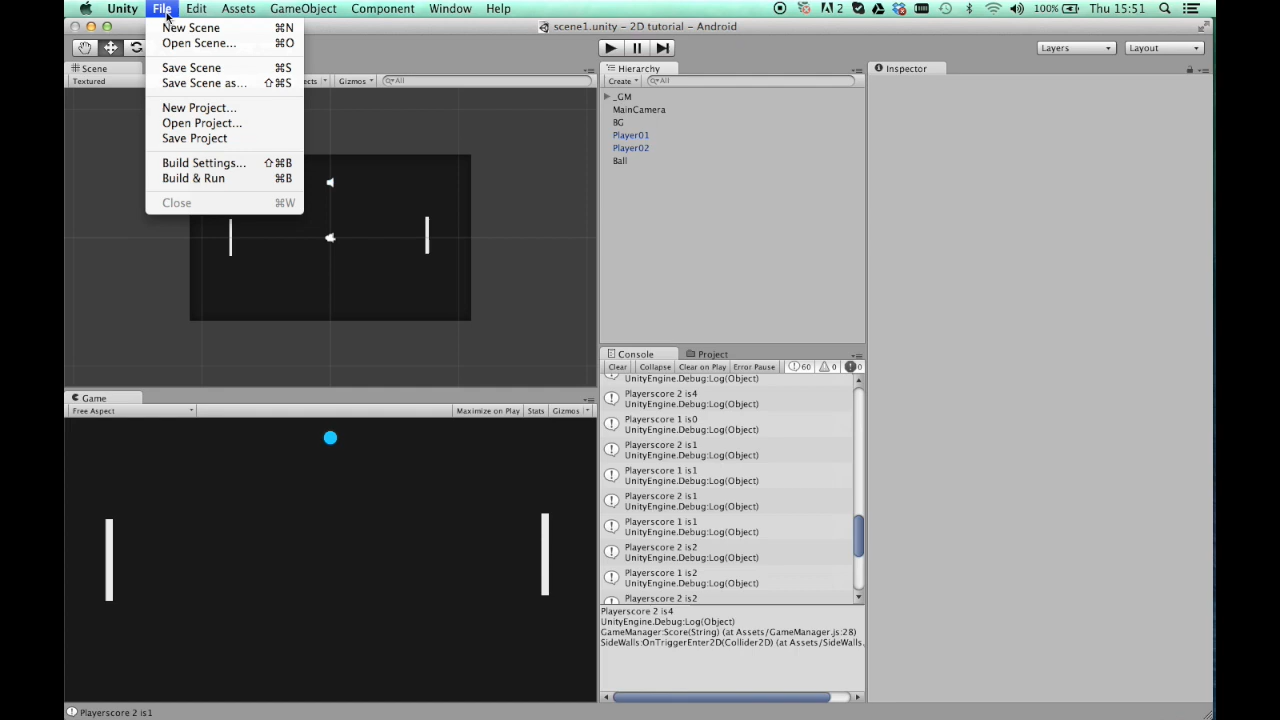 Unity File Edit Assets GameObject Component Window Help 2 100% Thu 15:51
scene1.unity – 2D tutorial – Android
New Scene ⌘N
Open Scene... ⌘O
Save Scene ⌘S
Save Scene as... ⇧⌘S
New Project...
Open Project...
Save Project
Build Settings... ⇧⌘B
Build & Run ⌘B
Close ⌘W
Layers Layout
Scene
Textured
Gizmos All
Hierarchy
Create All
_GM
MainCamera
BG
Player01
Player02
Ball
Inspector
Game
Free Aspect Maximize on Play Stats Gizmos
Console Project
Clear Collapse Clear on Play Error Pause 60 0 0
UnityEngine.Debug:Log(Object)
Playerscore 2 is4
UnityEngine.Debug:Log(Object)
Playerscore 1 is0
UnityEngine.Debug:Log(Object)
Playerscore 2 is1
UnityEngine.Debug:Log(Object)
Playerscore 1 is1
UnityEngine.Debug:Log(Object)
Playerscore 2 is1
UnityEngine.Debug:Log(Object)
Playerscore 1 is1
UnityEngine.Debug:Log(Object)
Playerscore 2 is2
UnityEngine.Debug:Log(Object)
Playerscore 1 is2
UnityEngine.Debug:Log(Object)
Playerscore 2 is2
Playerscore 2 is4
UnityEngine.Debug:Log(Object)
GameManager:Score(String) (at Assets/GameManager.js:28)
SideWalls:OnTriggerEnter2D(Collider2D) (at Assets/SideWalls.
Playerscore 2 is1